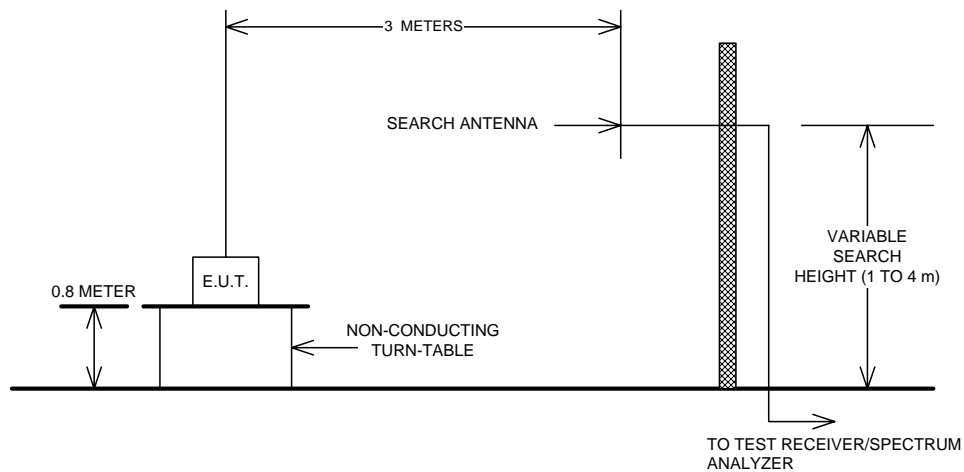 3 METERS
SEARCH ANTENNA
E.U.T.
0.8 METER
NON-CONDUCTING
TURN-TABLE
VARIABLE
SEARCH
HEIGHT (1 TO 4 m)
TO TEST RECEIVER/SPECTRUM
ANALYZER